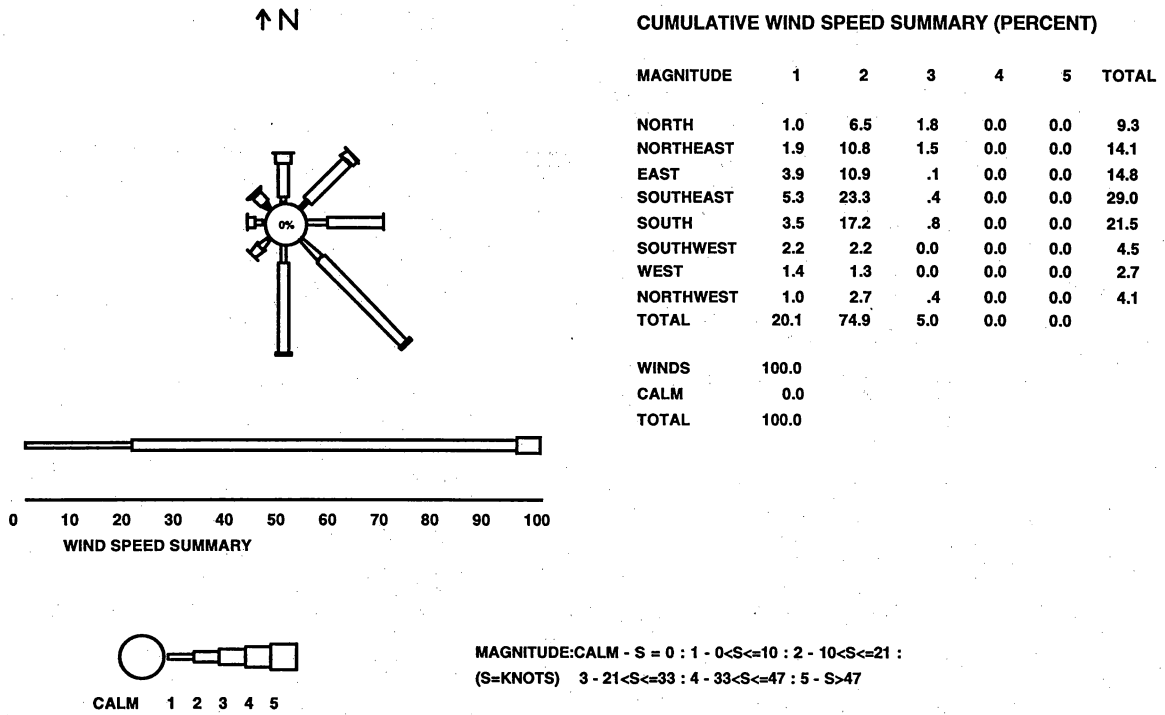 ↑ N
0%
0 10 20 30 40 50 60 70 80 90 100
WIND SPEED SUMMARY
CALM 1 2 3 4 5
CUMULATIVE WIND SPEED SUMMARY (PERCENT)
MAGNITUDE 1 2 3 4 5 TOTAL
NORTH 1.0 6.5 1.8 0.0 0.0 9.3
NORTHEAST 1.9 10.8 1.5 0.0 0.0 14.1
EAST 3.9 10.9 .1 0.0 0.0 14.8
SOUTHEAST 5.3 23.3 .4 0.0 0.0 29.0
SOUTH 3.5 17.2 .8 0.0 0.0 21.5
SOUTHWEST 2.2 2.2 0.0 0.0 0.0 4.5
WEST 1.4 1.3 0.0 0.0 0.0 2.7
NORTHWEST 1.0 2.7 .4 0.0 0.0 4.1
TOTAL 20.1 74.9 5.0 0.0 0.0
WINDS 100.0
CALM 0.0
TOTAL 100.0
MAGNITUDE:CALM - S = 0 : 1 - 0<S<=10 : 2 - 10<S<=21 :
(S=KNOTS) 3 - 21<S<=33 : 4 - 33<S<=47 : 5 - S>47